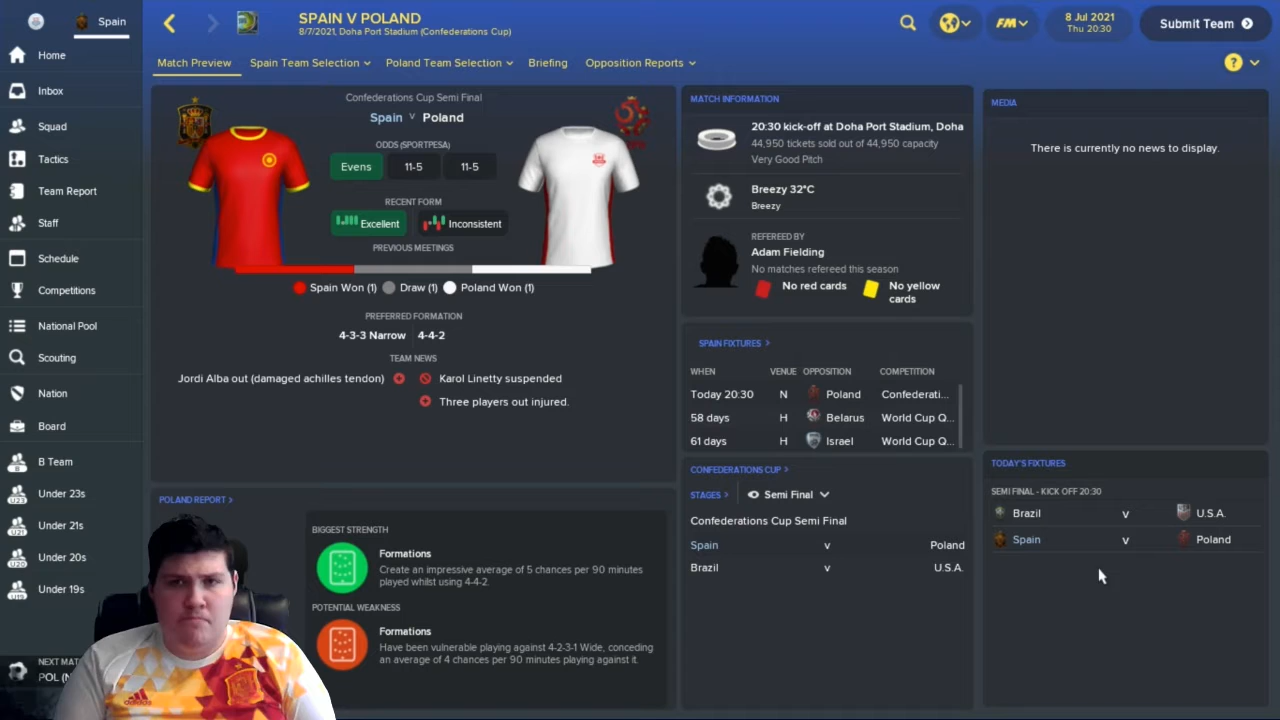 Spain
SPAIN V POLAND
8/7/2021, Doha Port Stadium (Confederations Cup)
FM
8 Jul 2021
Thu 20:30
Submit Team
Home
Inbox
Squad
Tactics
Team Report
Staff
Schedule
Competitions
National Pool
Scouting
Nation
Board
B Team
Under 23s
Under 21s
Under 20s
Under 19s
NEXT MAT
POL (N
Match Preview
Spain Team Selection
Poland Team Selection
Briefing
Opposition Reports
?
Confederations Cup Semi Final
Spain v Poland
ODDS (SPORTPESA)
Evens 11-5 11-5
RECENT FORM
Excellent Inconsistent
PREVIOUS MEETINGS
Spain Won (1) Draw (1) Poland Won (1)
PREFERRED FORMATION
4-3-3 Narrow 4-4-2
TEAM NEWS
Jordi Alba out (damaged achilles tendon) Karol Linetty suspended
Three players out injured.
POLAND REPORT >
BIGGEST STRENGTH
Formations
Create an impressive average of 5 chances per 90 minutes
played whilst using 4-4-2.
POTENTIAL WEAKNESS
Formations
Have been vulnerable playing against 4-2-3-1 Wide, conceding
an average of 4 chances per 90 minutes playing against it.
MATCH INFORMATION
20:30 kick-off at Doha Port Stadium, Doha
44,950 tickets sold out of 44,950 capacity
Very Good Pitch
Breezy 32°C
Breezy
REFEREED BY
Adam Fielding
No matches refereed this season
No red cards No yellow
cards
SPAIN FIXTURES >
WHEN VENUE OPPOSITION COMPETITION
Today 20:30 N Poland Confederati...
58 days H Belarus World Cup Q...
61 days H Israel World Cup Q...
CONFEDERATIONS CUP >
STAGES > Semi Final
Confederations Cup Semi Final
Spain v Poland
Brazil v U.S.A.
MEDIA
There is currently no news to display.
TODAY'S FIXTURES
SEMI FINAL - KICK OFF 20:30
Brazil v U.S.A.
Spain v Poland
adidas